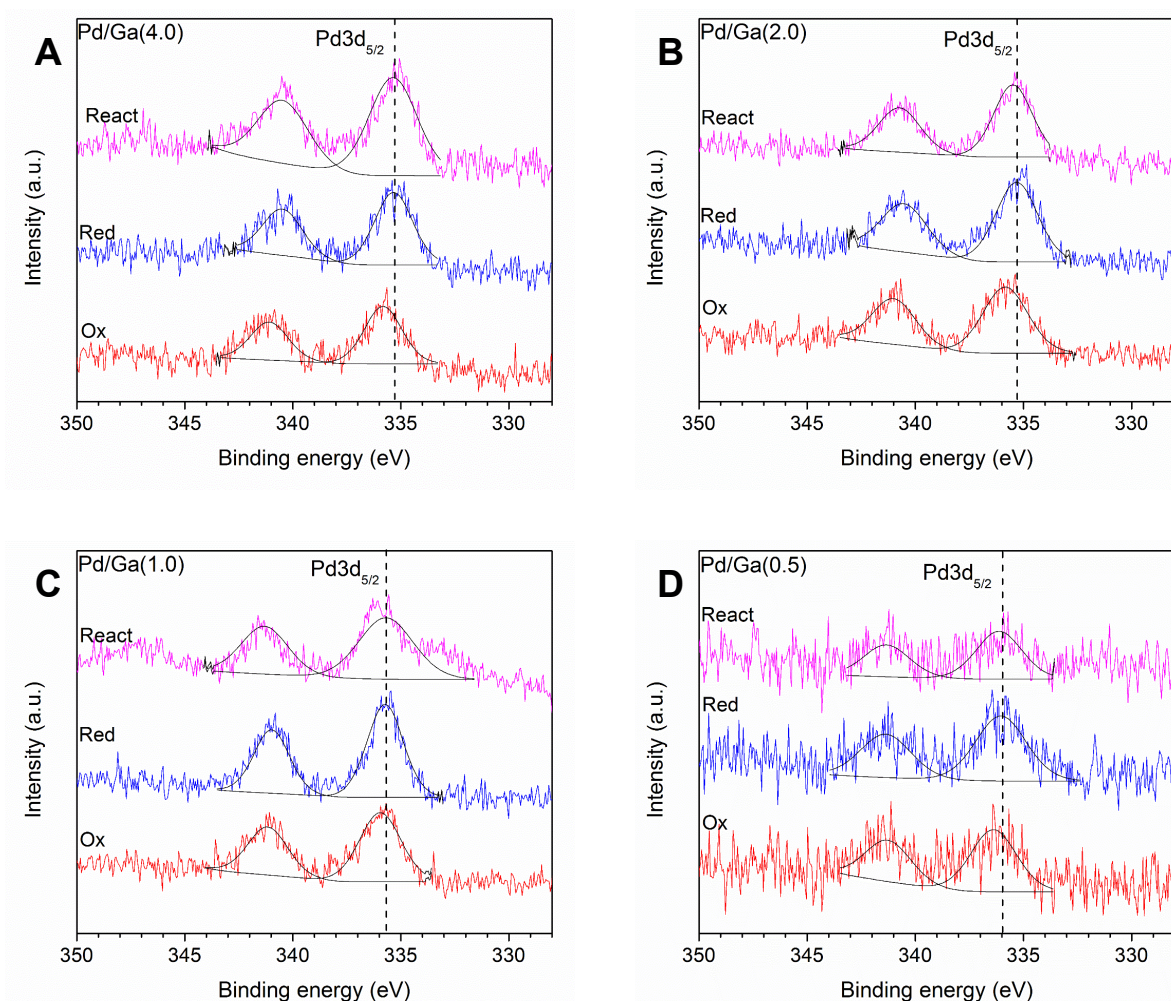 A
Pd/Ga(4.0)
Pd3d5/2
React
Red
Ox
Intensity (a.u.)
350 345 340 335 330
Binding energy (eV)
B
Pd/Ga(2.0)
Pd3d5/2
React
Red
Ox
Intensity (a.u.)
350 345 340 335 330
Binding energy (eV)
C
Pd/Ga(1.0)
Pd3d5/2
React
Red
Ox
Intensity (a.u.)
350 345 340 335 330
Binding energy (eV)
D
Pd/Ga(0.5)
Pd3d5/2
React
Red
Ox
Intensity (a.u.)
350 345 340 335 330
Binding energy (eV)